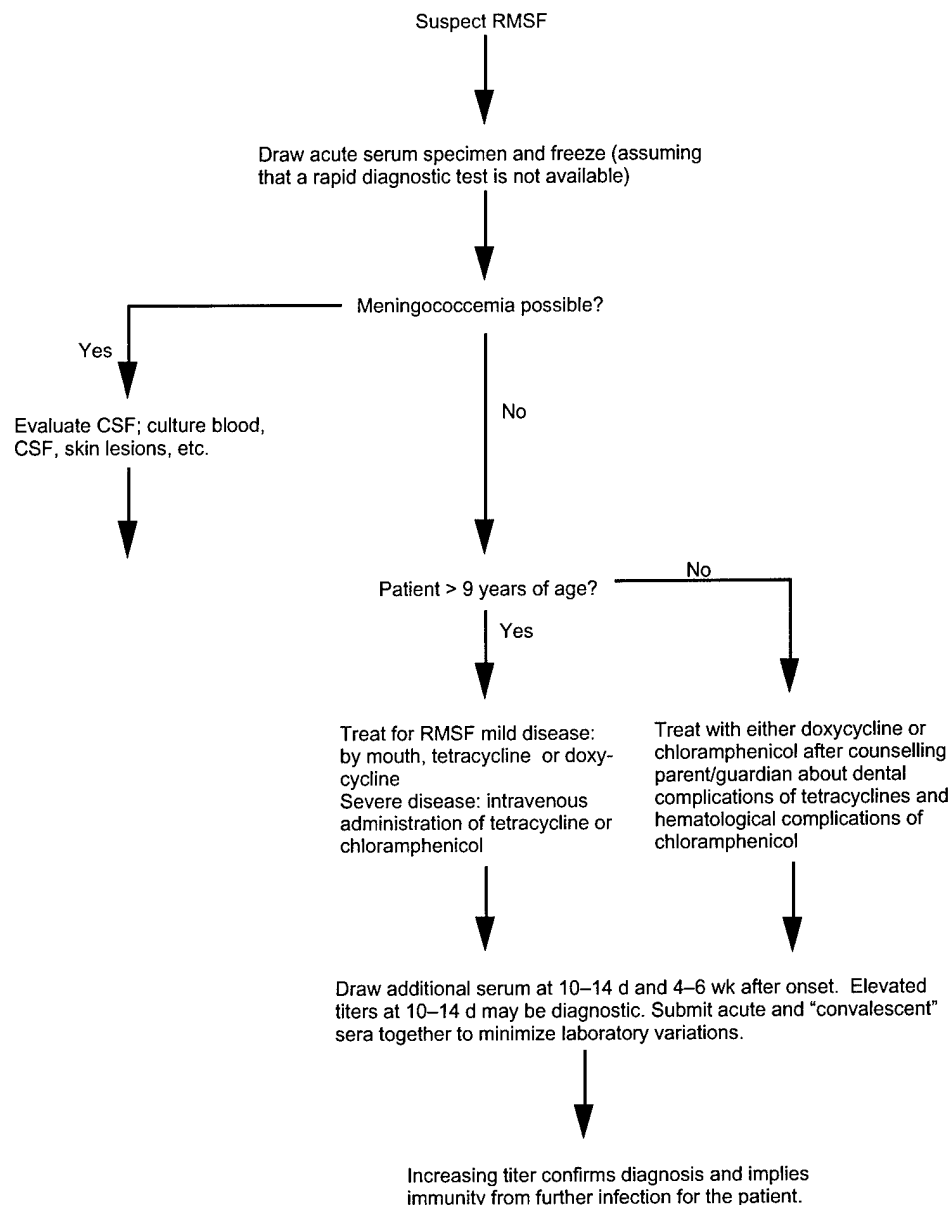 Suspect RMSF
Draw acute serum specimen and freeze (assuming
that a rapid diagnostic test is not available)
Meningococcemia possible?
Yes
Evaluate CSF; culture blood,
CSF, skin lesions, etc.
No
Patient > 9 years of age?
No
Yes
Treat for RMSF mild disease:
by mouth, tetracycline or doxy-
cycline
Severe disease: intravenous
administration of tetracycline or
chloramphenicol
Treat with either doxycycline or
chloramphenicol after counselling
parent/guardian about dental
complications of tetracyclines and
hematological complications of
chloramphenicol
Draw additional serum at 10–14 d and 4–6 wk after onset. Elevated
titers at 10–14 d may be diagnostic. Submit acute and “convalescent”
sera together to minimize laboratory variations.
Increasing titer confirms diagnosis and implies
immunity from further infection for the patient.